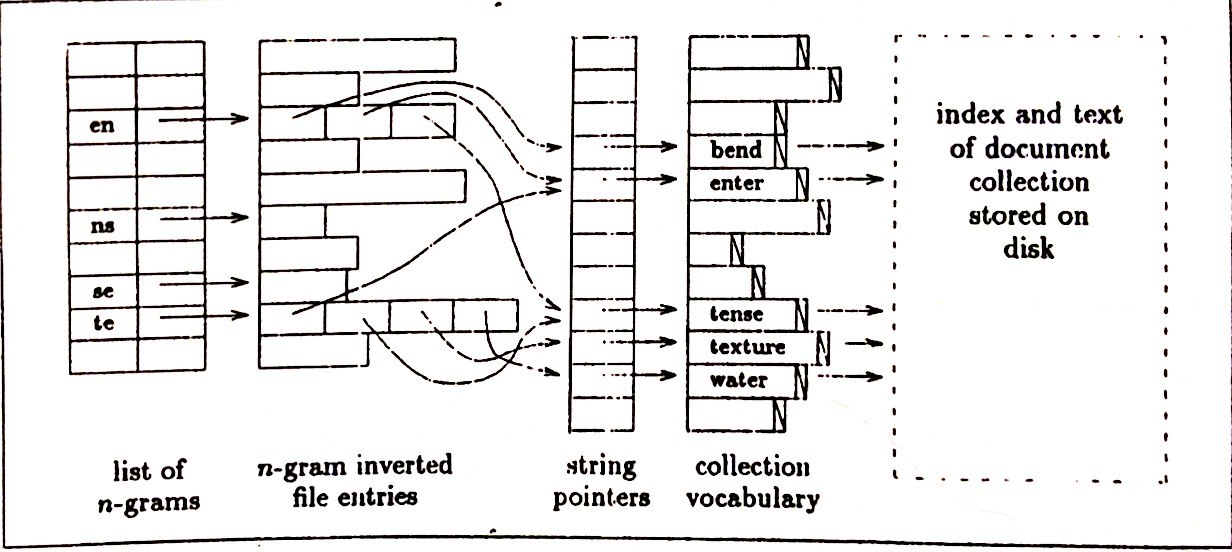 en
ns
se
te
bend
enter
tense
texture
water
index and text
of document
collection
stored on
disk
list of
n-grams
n-gram inverted
file entries
string
pointers
collection
vocabulary